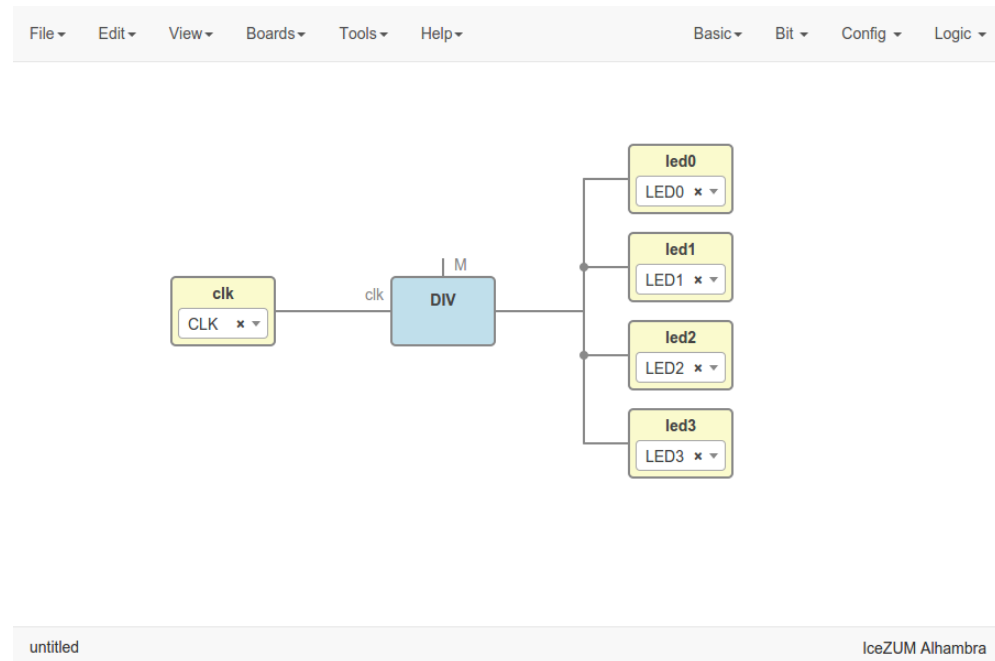 File Edit View Boards Tools Help Basic Bit Config Logic
led0
LED0 ×
led1
LED1 ×
M
clk
CLK ×
clk
DIV
led2
LED2 ×
led3
LED3 ×
untitled IceZUM Alhambra